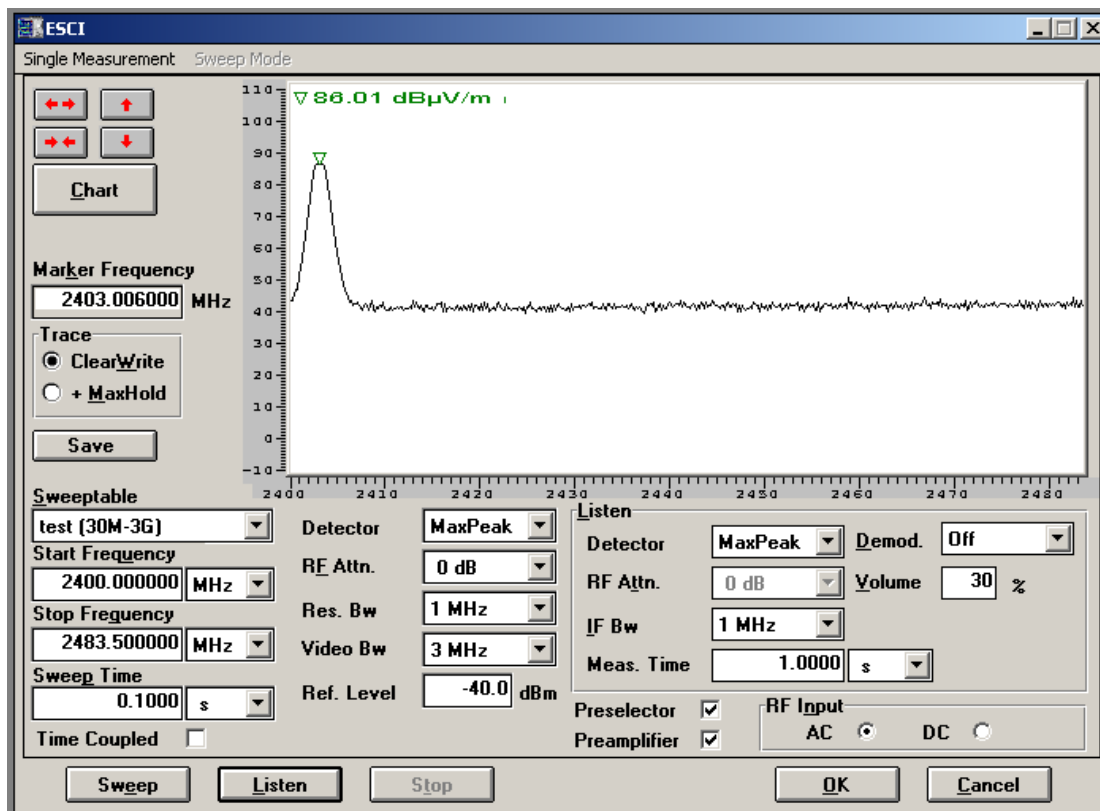 ESCI
Single Measurement Sweep Mode
▽86.01 dBµV/m
110
100
90
80
70
60
50
40
30
20
10
0
-10
2400 2410 2420 2430 2440 2450 2460 2470 2480
Chart
Marker Frequency
2403.006000 MHz
Trace
ClearWrite
+ MaxHold
Save
Sweeptable
test (30M-3G)
Start Frequency
2400.000000 MHz
Stop Frequency
2483.500000 MHz
Sweep Time
0.1000 s
Time Coupled
Detector MaxPeak
RF Attn. 0 dB
Res. Bw 1 MHz
Video Bw 3 MHz
Ref. Level -40.0 dBm
Listen
Detector MaxPeak Demod. Off
RF Attn. 0 dB Volume 30 %
IF Bw 1 MHz
Meas. Time 1.0000 s
Preselector
Preamplifier
RF Input
AC DC
Sweep Listen Stop OK Cancel